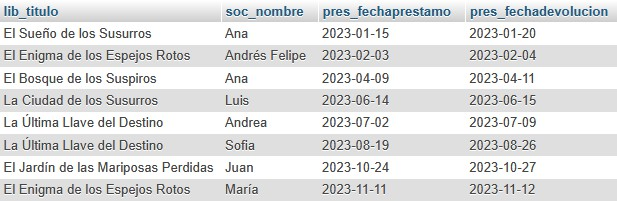 lib_titulo soc_nombre pres_fechaprestamo pres_fechadevolucion
El Sueño de los Susurros Ana 2023-01-15 2023-01-20
El Enigma de los Espejos Rotos Andrés Felipe 2023-02-03 2023-02-04
El Bosque de los Suspiros Ana 2023-04-09 2023-04-11
La Ciudad de los Susurros Luis 2023-06-14 2023-06-15
La Última Llave del Destino Andrea 2023-07-02 2023-07-09
La Última Llave del Destino Sofia 2023-08-19 2023-08-26
El Jardín de las Mariposas Perdidas Juan 2023-10-24 2023-10-27
El Enigma de los Espejos Rotos María 2023-11-11 2023-11-12